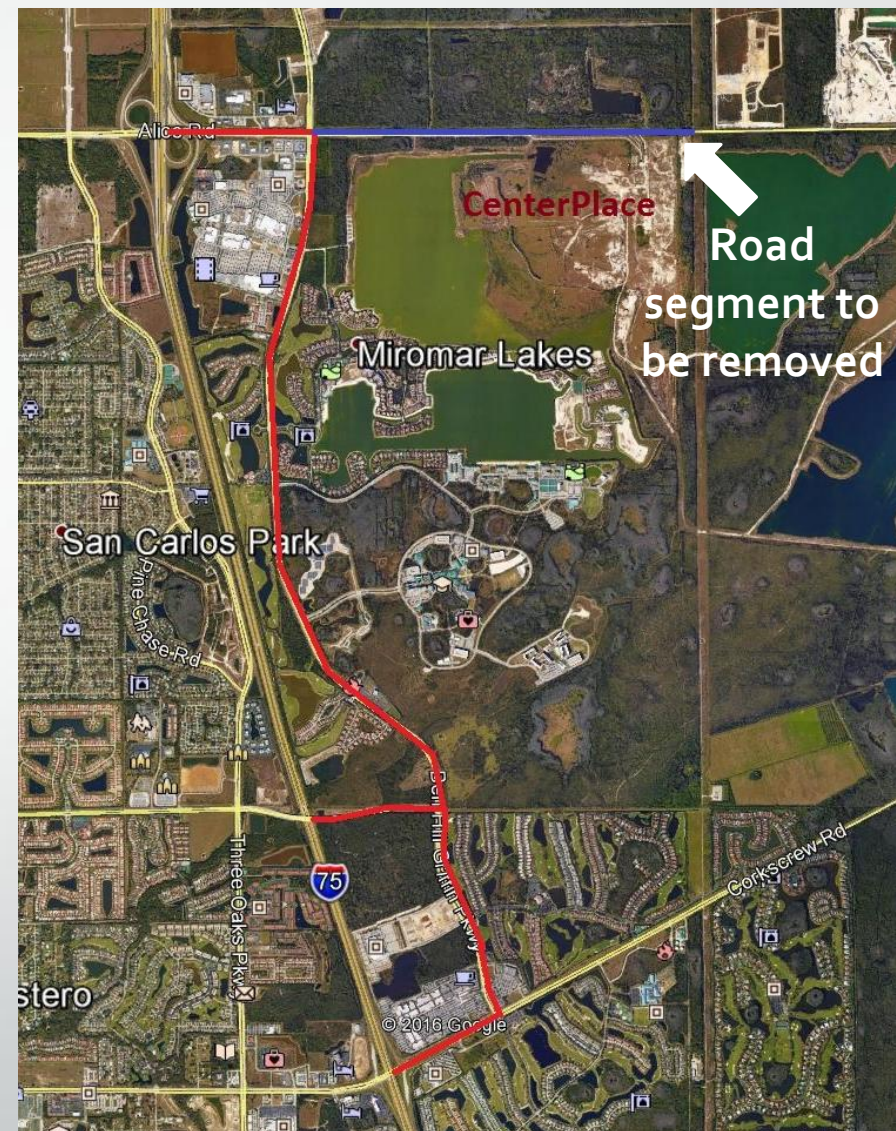 Alico Rd
CenterPlace
Road
segment to
be removed
Miromar Lakes
San Carlos Park
Pine Chase Rd
Ben Hill Griffin Pkwy
Corkscrew Rd
75
Three Oaks Pkwy
stero
© 2016 Google